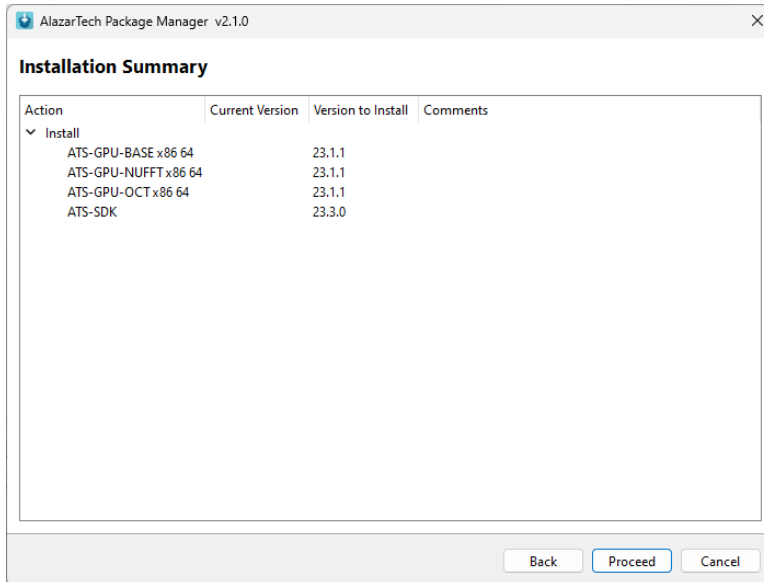 AlazarTech Package Manager v2.1.0
Installation Summary
Action Current Version Version to Install Comments
Install
ATS-GPU-BASE x86 64 23.1.1
ATS-GPU-NUFFT x86 64 23.1.1
ATS-GPU-OCT x86 64 23.1.1
ATS-SDK 23.3.0
Back Proceed Cancel